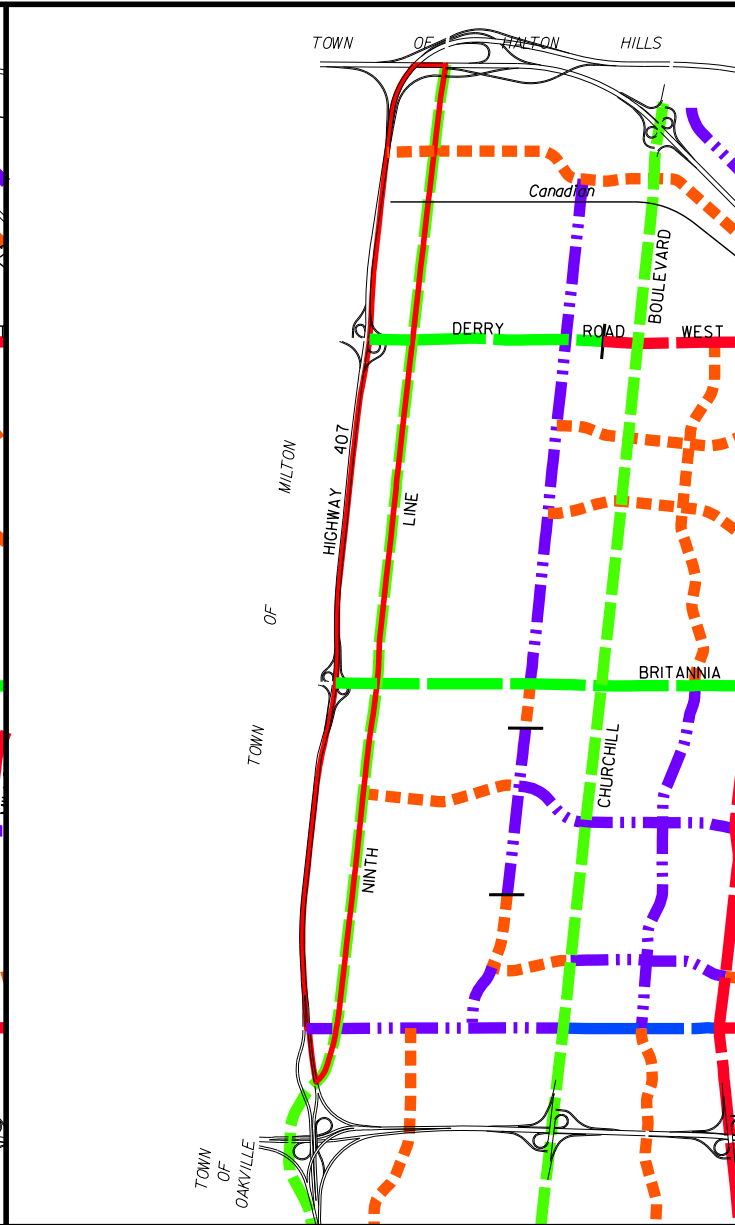 TOWN OF HALTON HILLS
Canadian
BOULEVARD
DERRY ROAD WEST
HIGHWAY 407
MILTON
LINE
OF
BRITANNIA
TOWN
CHURCHILL
NINTH
TOWN
OF
OAKVILLE